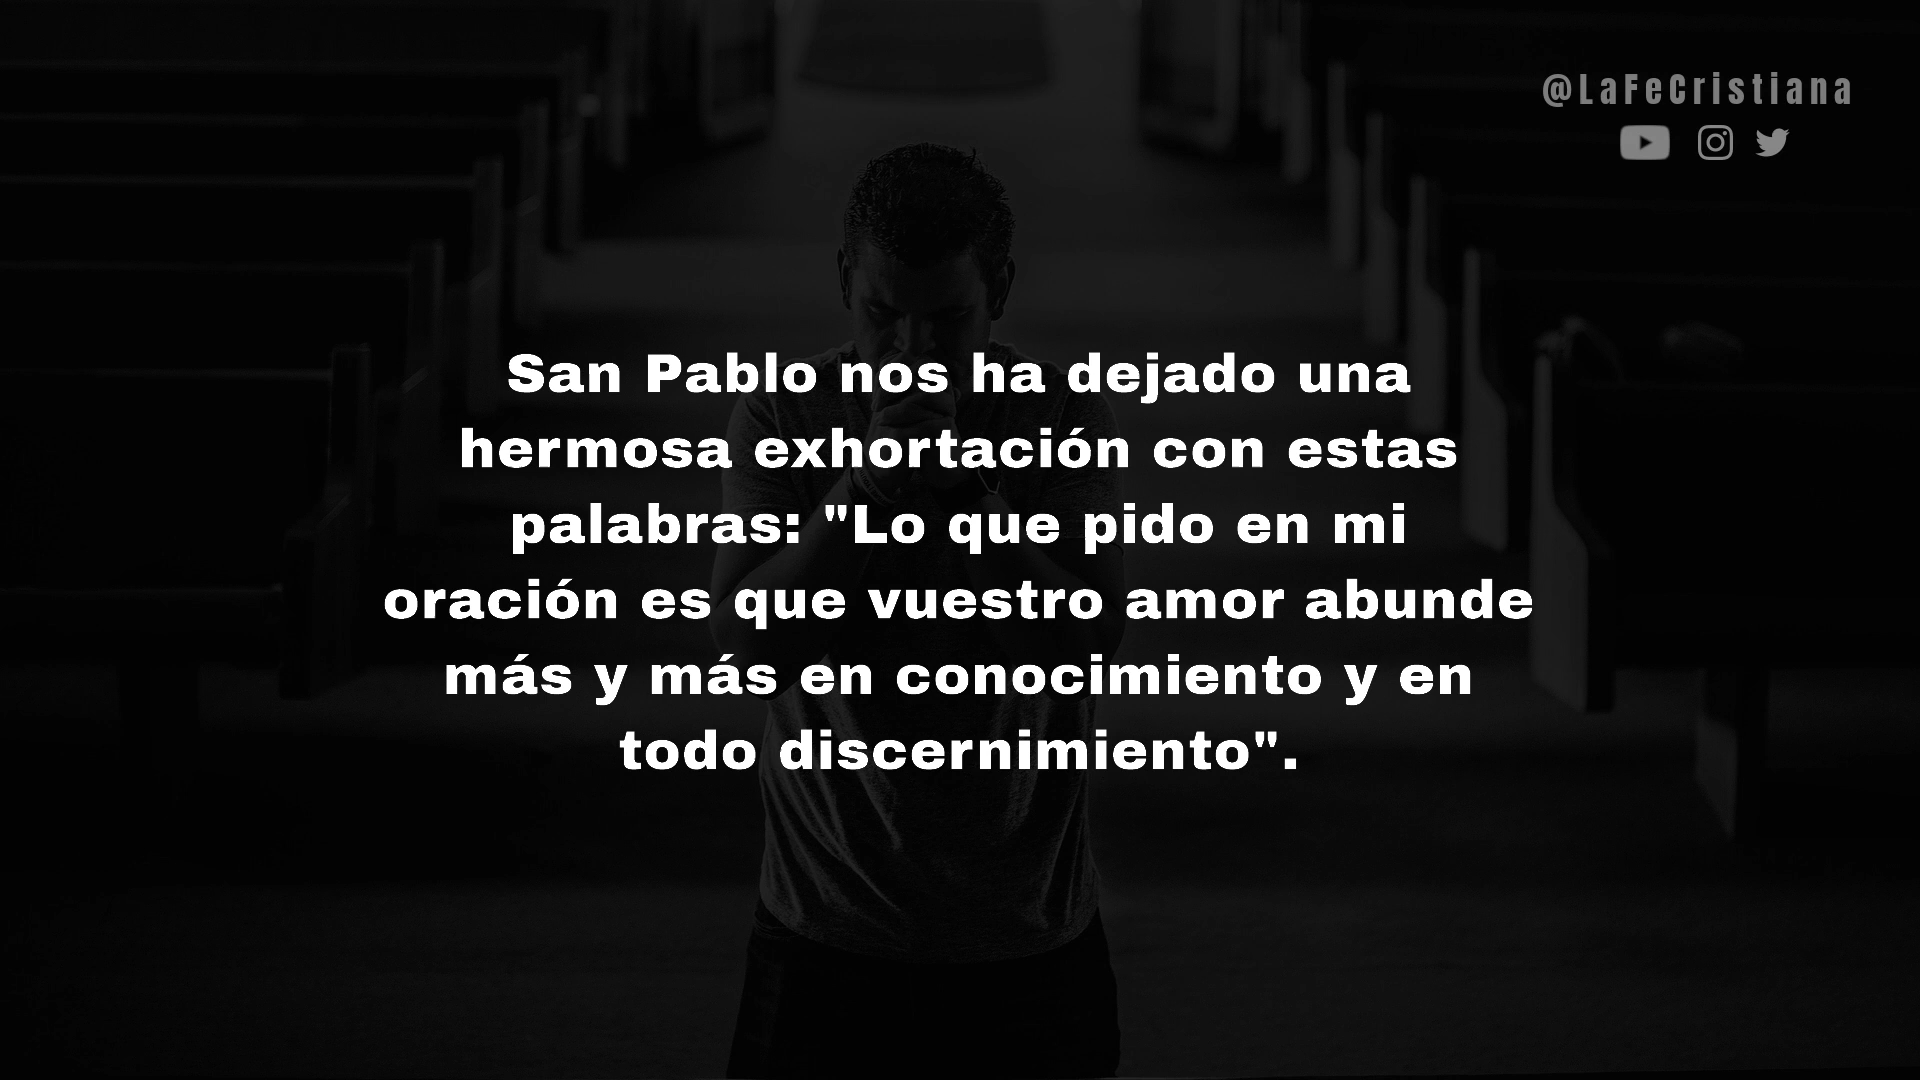 @LaFeCristiana
San Pablo nos ha dejado una
hermosa exhortación con estas
palabras: "Lo que pido en mi
oración es que vuestro amor abunde
más y más en conocimiento y en
todo discernimiento".